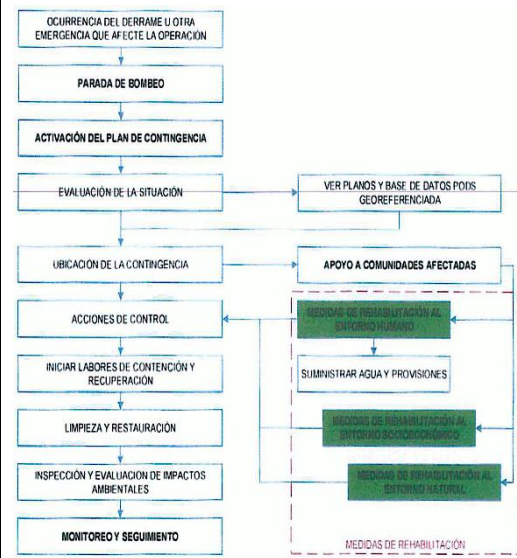 OCURRENCIA DEL DERRAME U OTRA
EMERGENCIA QUE AFECTE LA OPERACIÓN
PARADA DE BOMBEO
ACTIVACIÓN DEL PLAN DE CONTINGENCIA
EVALUACIÓN DE LA SITUACIÓN
VER PLANOS Y BASE DE DATOS PODS
GEOREFERENCIADA
UBICACIÓN DE LA CONTINGENCIA
APOYO A COMUNIDADES AFECTADAS
ACCIONES DE CONTROL
MEDIDAS DE REHABILITACIÓN AL
ENTORNO HUMANO
INICIAR LABORES DE CONTENCIÓN Y
RECUPERACIÓN
SUMINISTRAR AGUA Y PROVISIONES
LIMPIEZA Y RESTAURACIÓN
MEDIDAS DE REHABILITACIÓN AL
ENTORNO SOCIOECONÓMICO
INSPECCIÓN Y EVALUACION DE IMPACTOS
AMBIENTALES
MEDIDAS DE REHABILITACIÓN AL
ENTORNO NATURAL
MONITOREO Y SEGUIMIENTO
MEDIDAS DE REHABILITACIÓN